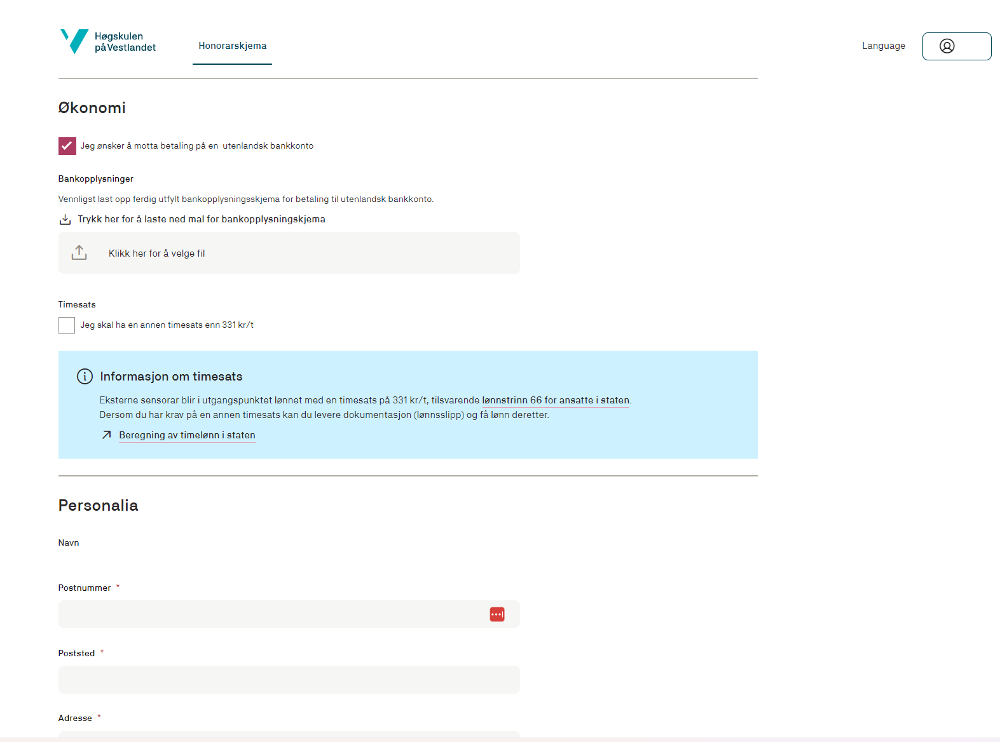 Høgskulen
på Vestlandet
Honorarskjema
Language
Økonomi
Jeg ønsker å motta betaling på en  utenlandsk bankkonto
Bankopplysninger
Vennligst last opp ferdig utfylt bankopplysningsskjema for betaling til utenlandsk bankkonto.
Trykk her for å laste ned mal for bankopplysningskjema
Klikk her for å velge fil
Timesats
Jeg skal ha en annen timesats enn 331 kr/t
Informasjon om timesats
Eksterne sensorar blir i utgangspunktet lønnet med en timesats på 331 kr/t, tilsvarende lønnstrinn 66 for ansatte i staten.
Dersom du har krav på en annen timesats kan du levere dokumentasjon (lønnsslipp) og få lønn deretter.
Beregning av timelønn i staten
Personalia
Navn
Postnummer *
Poststed *
Adresse *